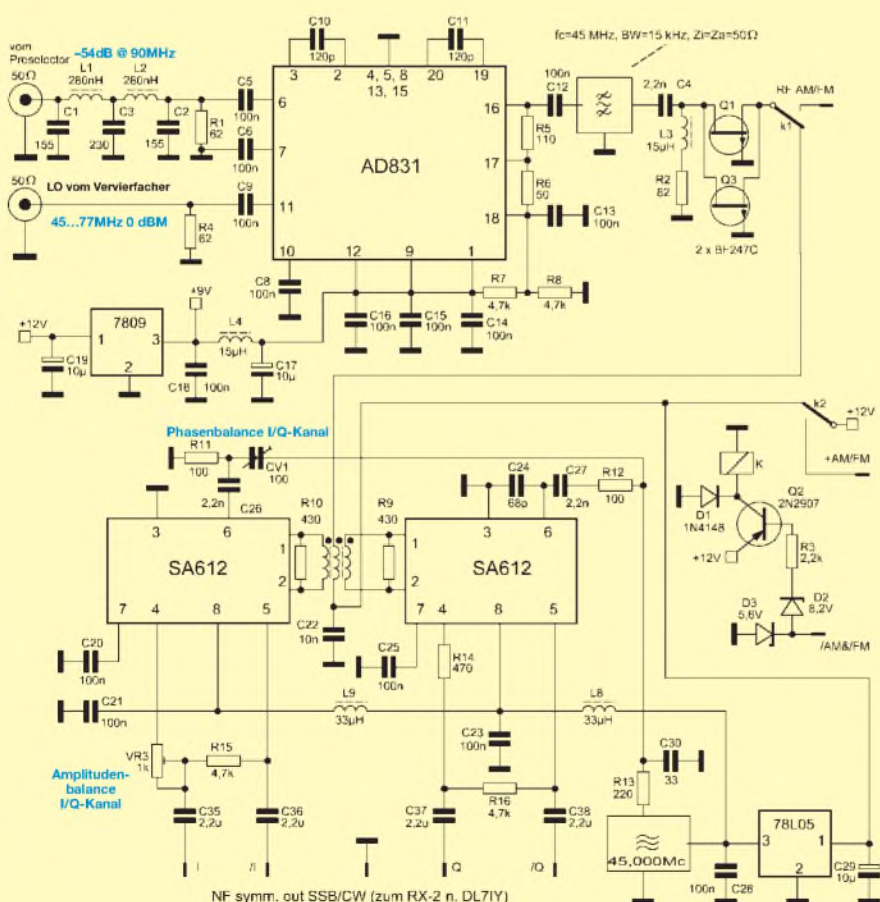 C10
120p
C11
120p
fc=45 MHz, BW=15 kHz, Zi=Za=50Ω
vom
Preselector
50Ω
–54dB @ 90MHz
L1
280nH
L2
280nH
C1
155
C3
230
C2
155
R1
62
C5
100n
C6
100n
3
2
4, 5, 8
13, 15
20
19
6
7
11
AD831
16
17
18
10
12
9
1
C12
100n
2,2n
C4
R5
110
R6
50
C13
100n
L3
15µH
R2
82
Q1
Q3
2 x BF247C
k1
RF AM/FM
50Ω
LO vom Vervierfacher
45...77MHz 0 dBM
C9
100n
R4
62
C8
100n
C16
100n
C15
100n
C14
100n
R7
4,7k
R8
4,7k
+12V
+9V
7809
1
3
2
C19
10µ
L4
15µH
C18
100n
C17
10µ
Phasenbalance I/Q-Kanal
R11
100
CV1
100
2,2n
C26
R10
430
R9
430
C24
68p
C27
2,2n
R12
100
3
6
SA612
1
2
7
4
8
5
3
6
SA612
1
2
7
4
8
5
k2
+12V
+AM/FM
K
D1
1N4148
Q2
2N2907
+12V
R3
2,2k
D2
8,2V
D3
5,6V
/AM&/FM
C20
100n
C22
10n
C25
100n
R14
470
C21
100n
L9
33µH
L8
33µH
C23
100n
VR3
1k
R15
4,7k
Amplituden-
balance
I/Q-Kanal
R16
4,7k
C30
33
R13
220
C35
2,2u
C36
2,2u
C37
2,2u
C38
2,2u
45,000Mc
78L05
3
1
2
100n
C28
C29
10µ
I
/I
Q
/Q
NF symm. out SSB/CW (zum RX-2 n. DL7IY)